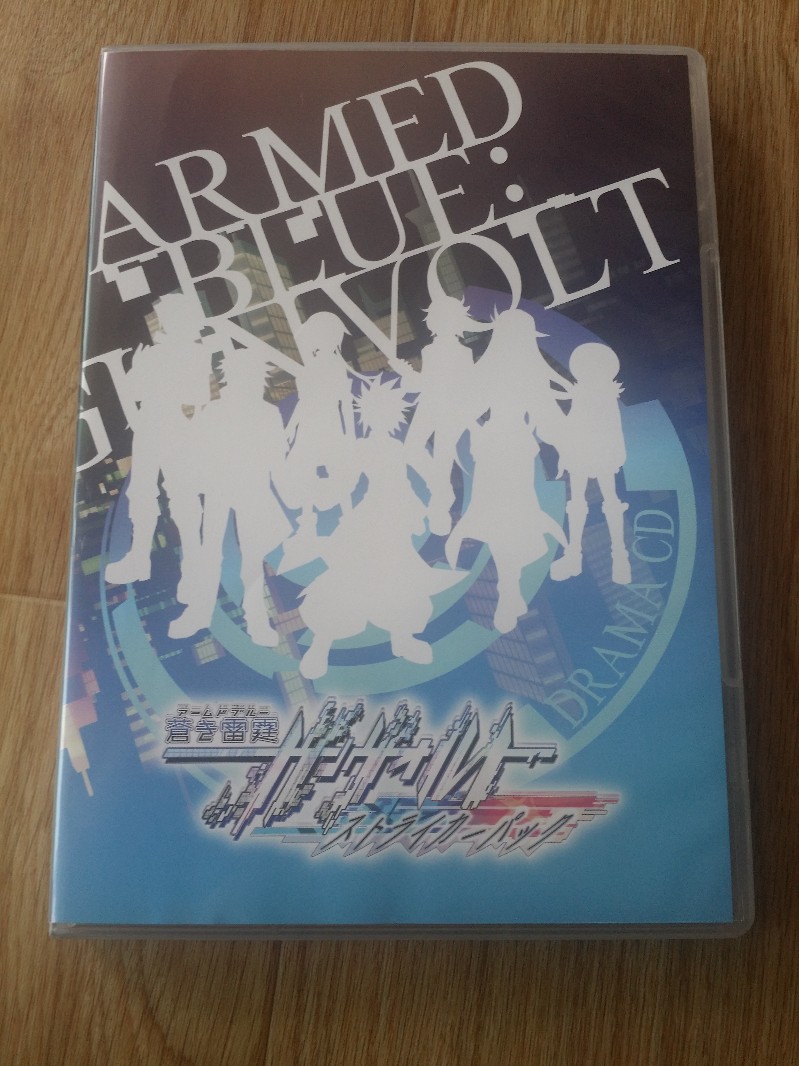 ARMED
BLUE:
GUNVOLT
DRAMA CD
アームドブルー
蒼き雷霆
ガンヴォルト
ストライカーパック